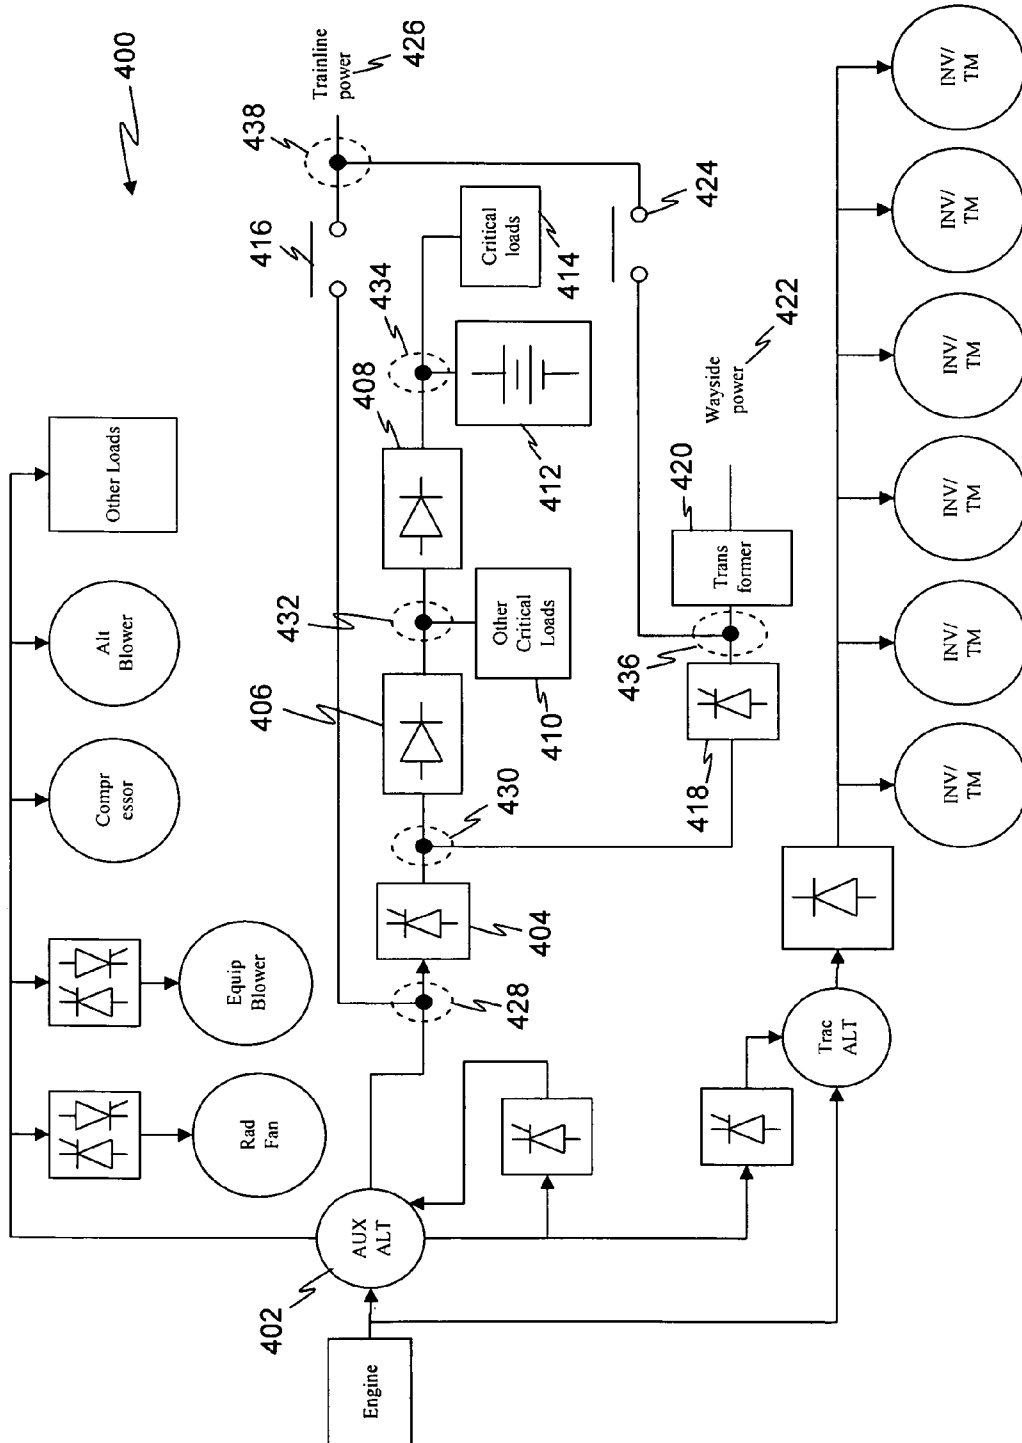 400
Other Loads
Alt
Blower
Compr
essor
Equip
Blower
Rad
Fan
Engine
AUX
ALT
402
428
404
430
406
432
Other
Critical
Loads
410
408
434
412
Critical
loads
414
416
438
Trainline
power
426
424
418
436
Trans
former
420
Wayside
power
422
Trac
ALT
INV/
TM
INV/
TM
INV/
TM
INV/
TM
INV/
TM
INV/
TM